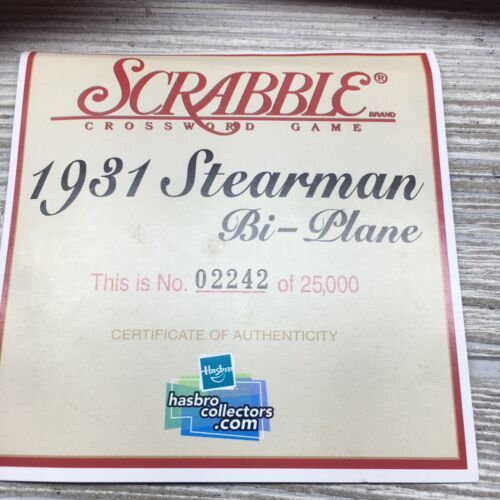 SCRABBLE®
BRAND
CROSSWORD GAME
1931 Stearman
Bi-Plane
This is No. 02242 of 25,000
CERTIFICATE OF AUTHENTICITY
Hasbro
hasbro
collectors
.com